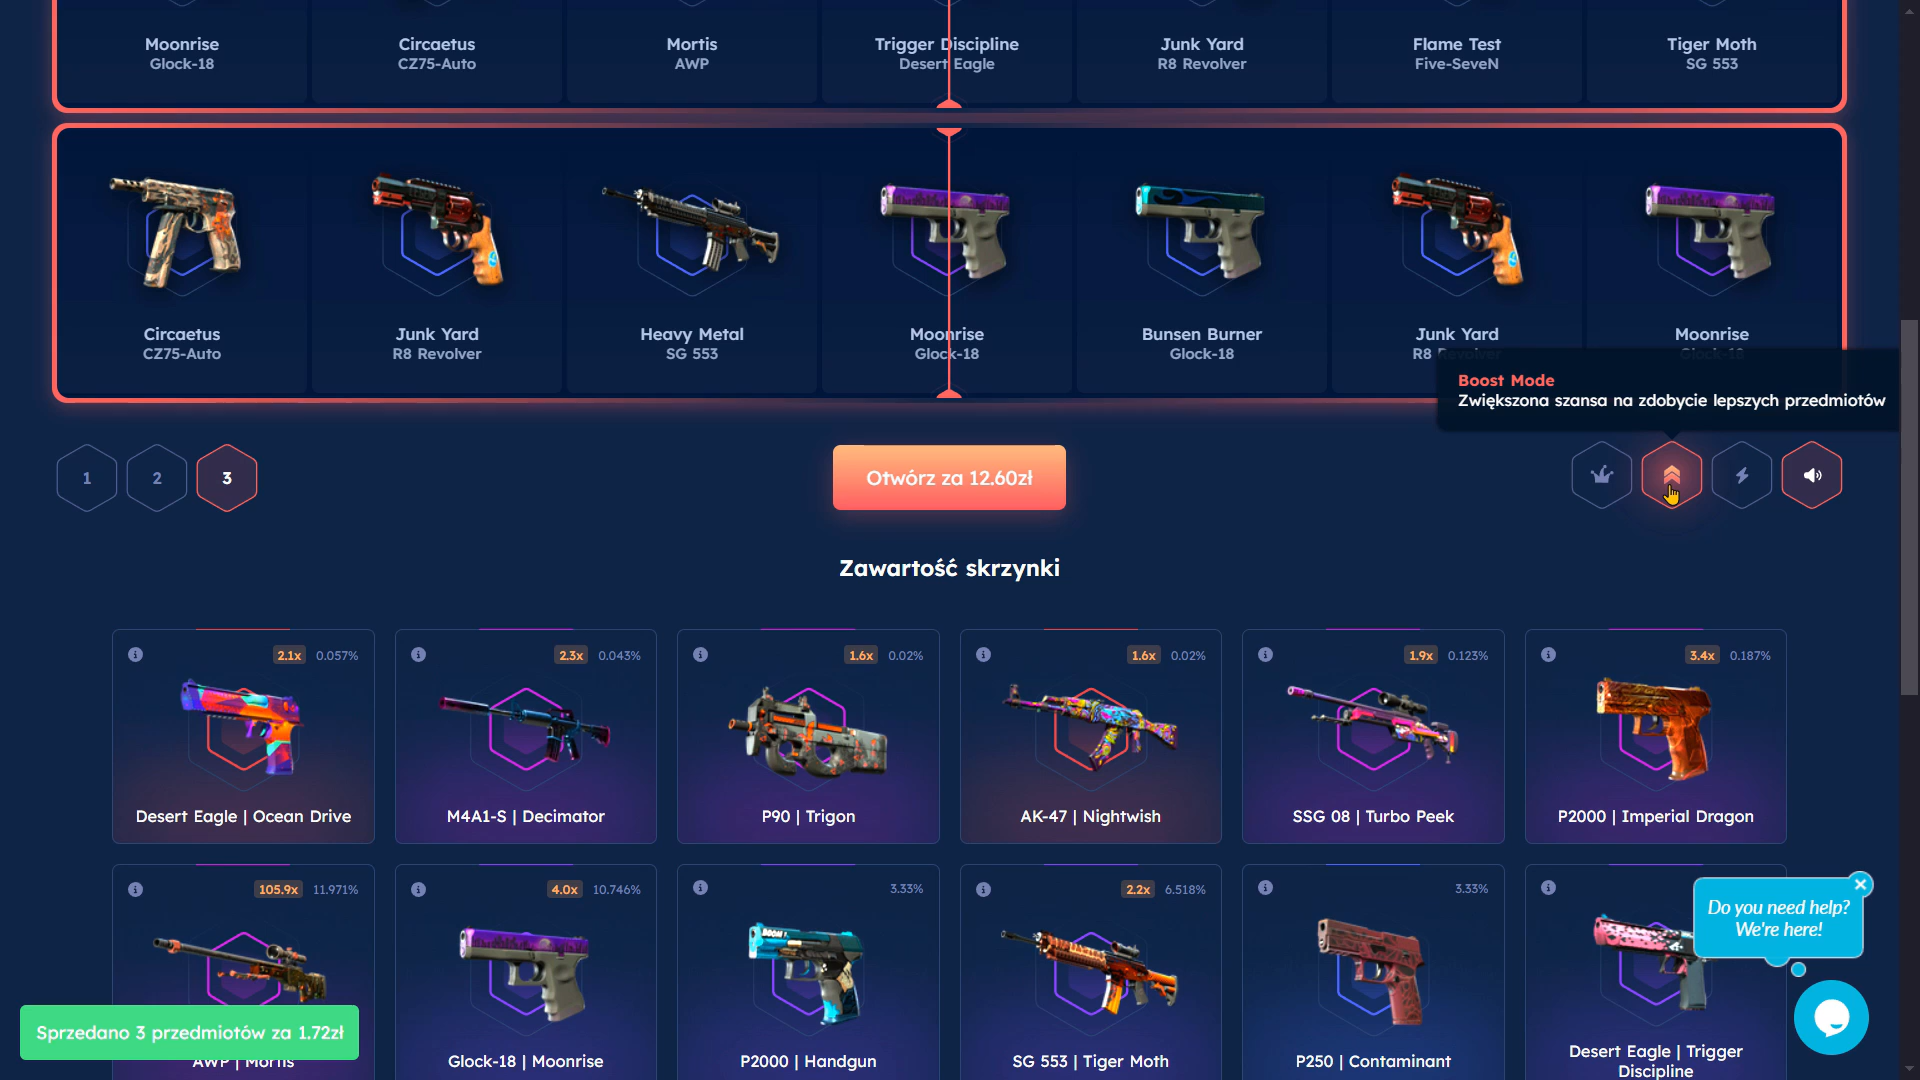 Moonrise
Glock-18
Circaetus
CZ75-Auto
Mortis
AWP
Trigger Discipline
Desert Eagle
Junk Yard
R8 Revolver
Flame Test
Five-SeveN
Tiger Moth
SG 553
Circaetus
CZ75-Auto
Junk Yard
R8 Revolver
Heavy Metal
SG 553
Moonrise
Glock-18
Bunsen Burner
Glock-18
Junk Yard
R8 Revolver
Moonrise
Glock-18
Boost Mode
Zwiększona szansa na zdobycie lepszych przedmiotów
1
2
3
Otwórz za 12.60zł
Zawartość skrzynki
2.1x 0.057%
Desert Eagle | Ocean Drive
2.3x 0.043%
M4A1-S | Decimator
1.6x 0.02%
P90 | Trigon
1.6x 0.02%
AK-47 | Nightwish
1.9x 0.123%
SSG 08 | Turbo Peek
3.4x 0.187%
P2000 | Imperial Dragon
105.9x 11.971%
AWP | Mortis
4.0x 10.746%
Glock-18 | Moonrise
3.33%
P2000 | Handgun
2.2x 6.518%
SG 553 | Tiger Moth
3.33%
P250 | Contaminant
Desert Eagle | Trigger
Discipline
Do you need help?
We're here!
Sprzedano 3 przedmiotów za 1.72zł